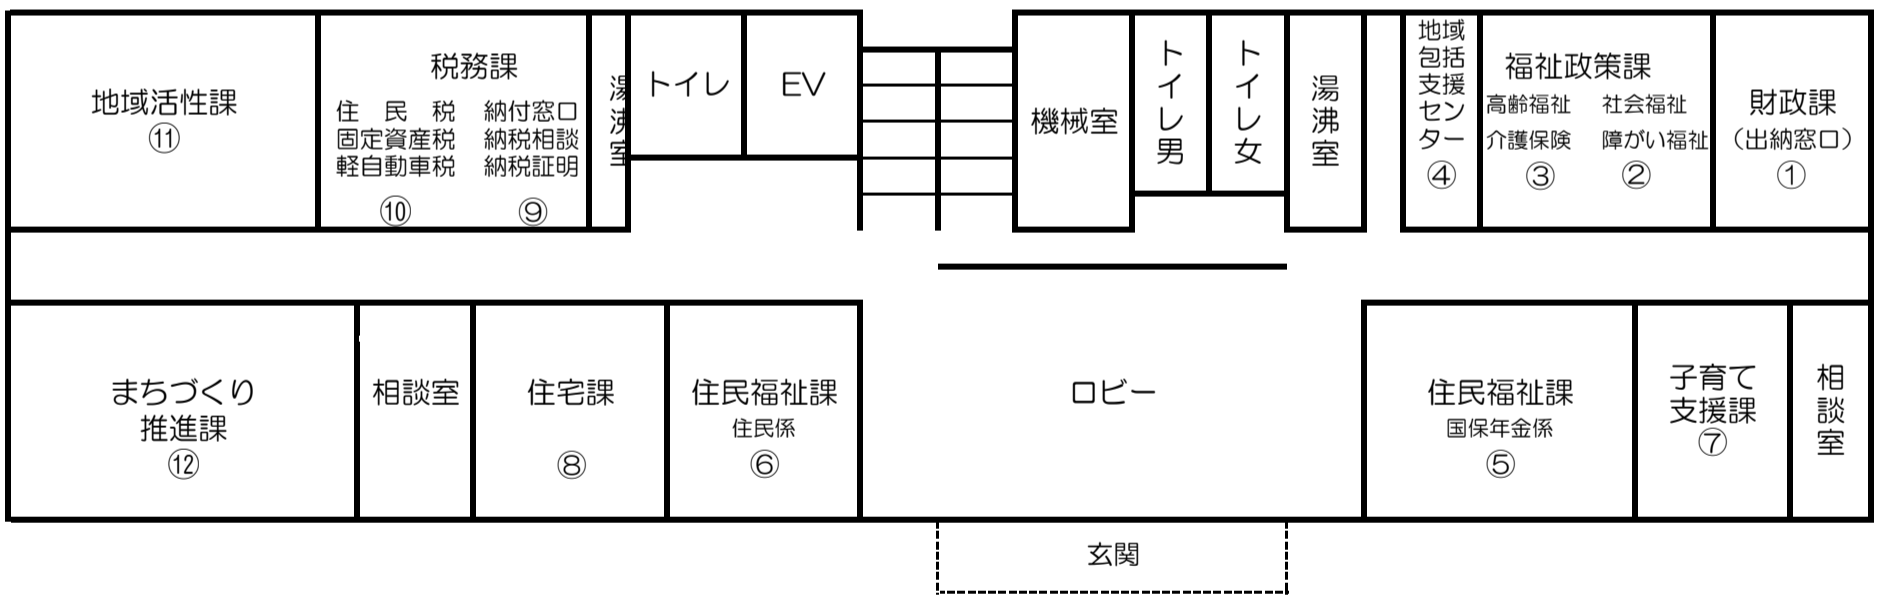 地域活性課
⑪
税務課
住民税 納付窓口
固定資産税 納税相談
軽自動車税 納税証明
⑩ ⑨
湯沸室
トイレ
EV
機械室
トイレ男
トイレ女
湯沸室
地域
包括
支援
セン
ター
④
福祉政策課
高齢福祉 社会福祉
介護保険 障がい福祉
③ ②
財政課
(出納窓口)
①
まちづくり
推進課
⑫
相談室
住宅課
⑧
住民福祉課
住民係
⑥
ロビー
住民福祉課
国保年金係
⑤
子育て
支援課
⑦
相談室
玄関